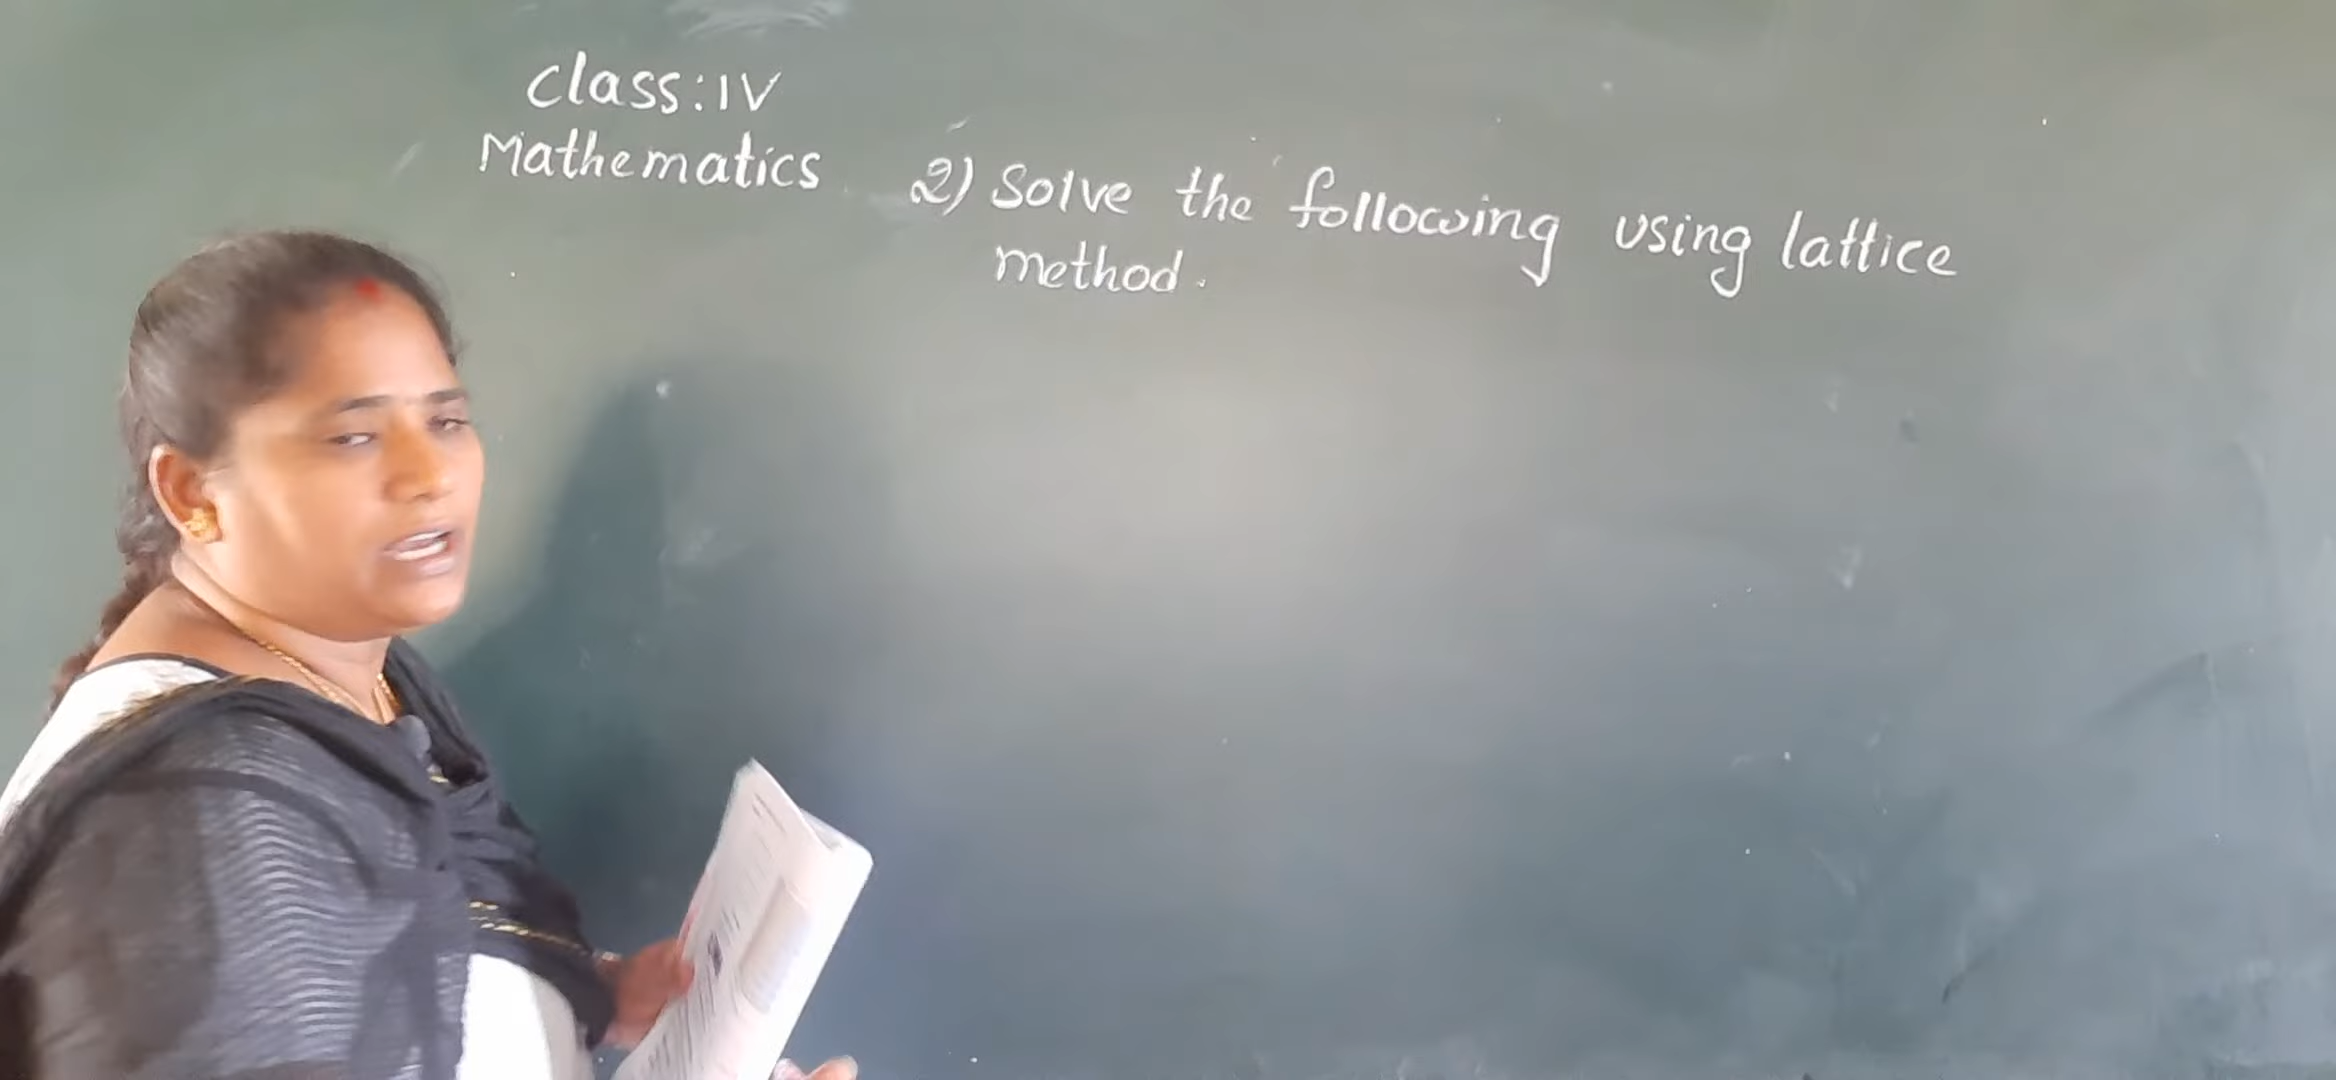 Class:IV
Mathematics
2) Solve the following using lattice
method.